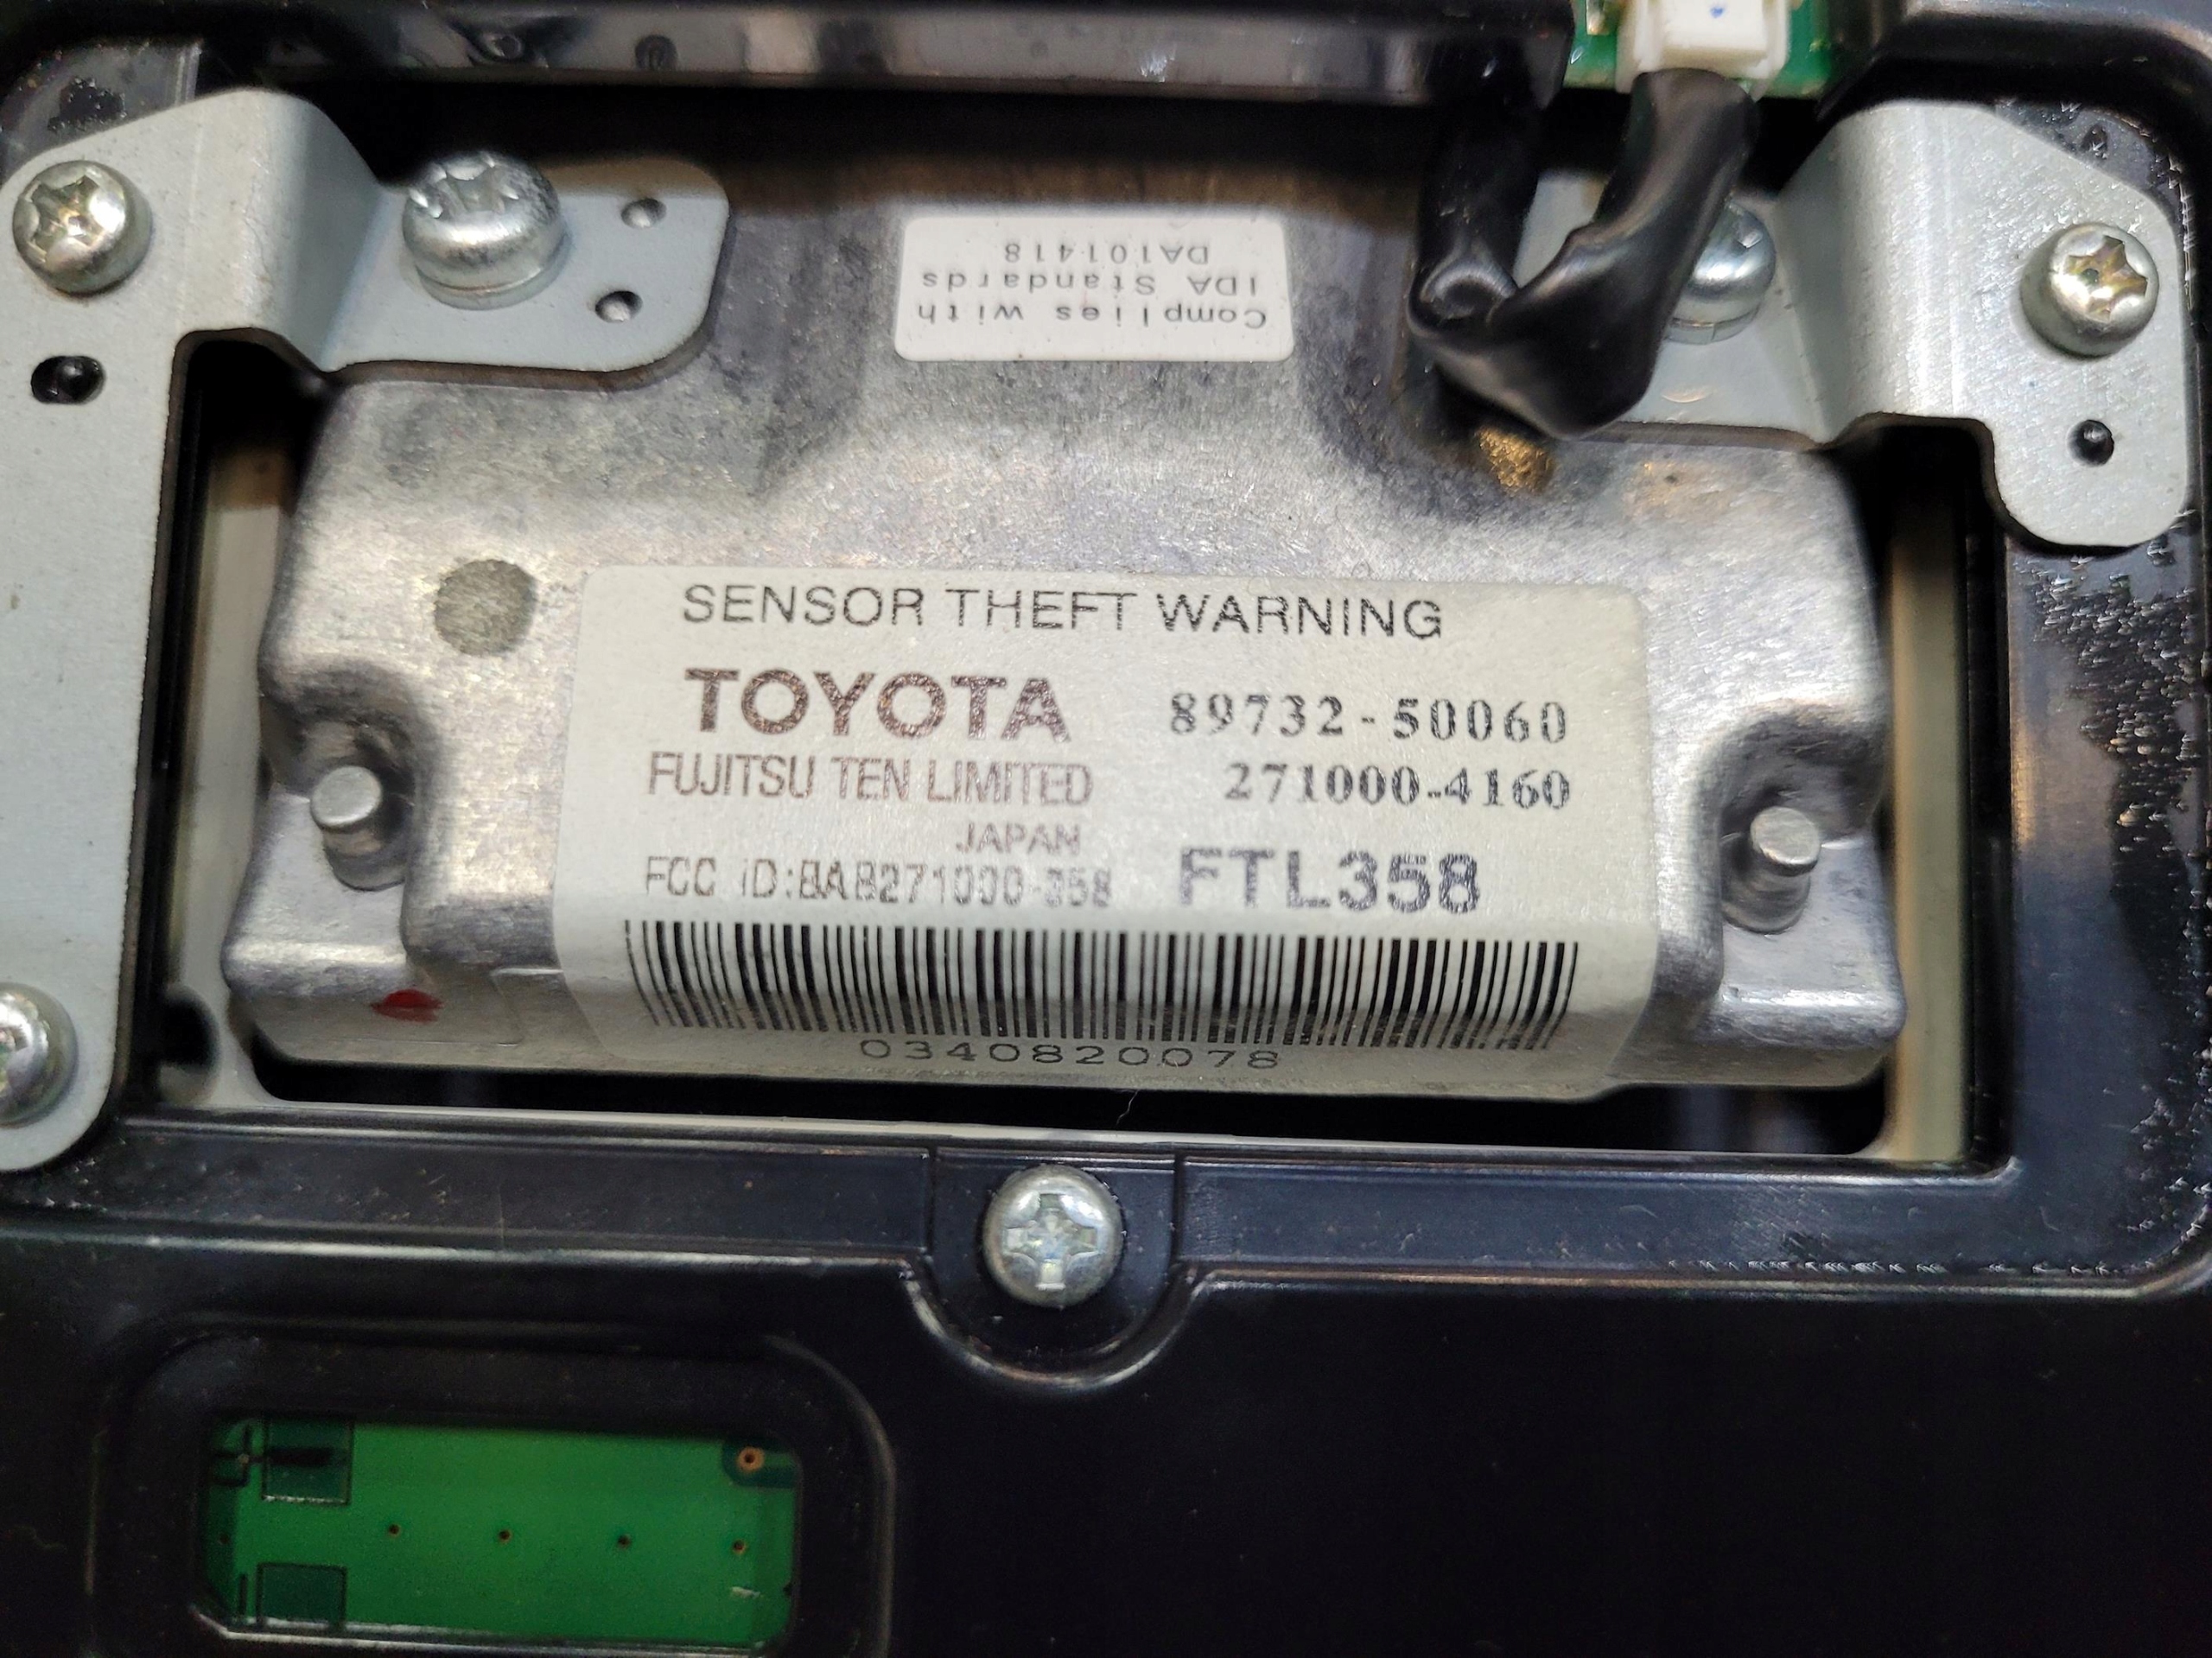 Complies with
IDA Standards
DA101418
SENSOR THEFT WARNING
TOYOTA 89732-50060
FUJITSU TEN LIMITED 271000-4160
JAPAN
FCC ID:BAB271000-358 FTL358
0340820078